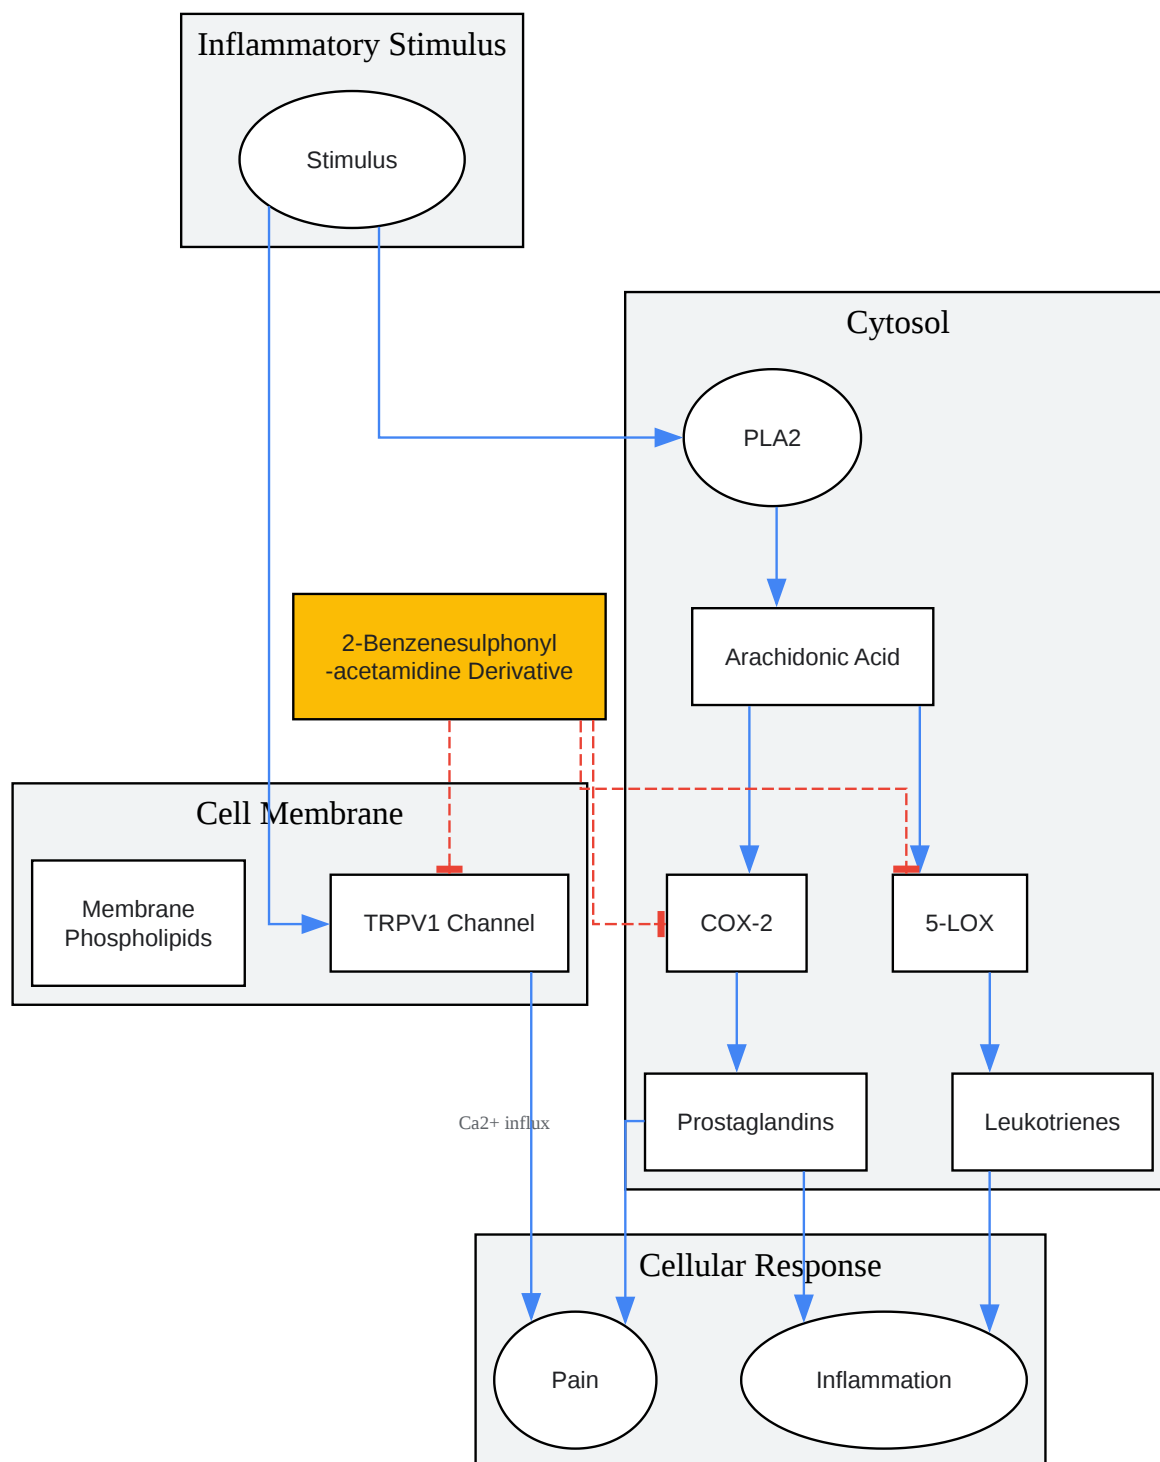 Inflammatory Stimulus
Stimulus
Cytosol
PLA2
2-Benzenesulphonyl
-acetamidine Derivative
Arachidonic Acid
Cell Membrane
Membrane
Phospholipids
TRPV1 Channel
COX-2
5-LOX
Ca2+ influx
Prostaglandins
Leukotrienes
Cellular Response
Pain
Inflammation